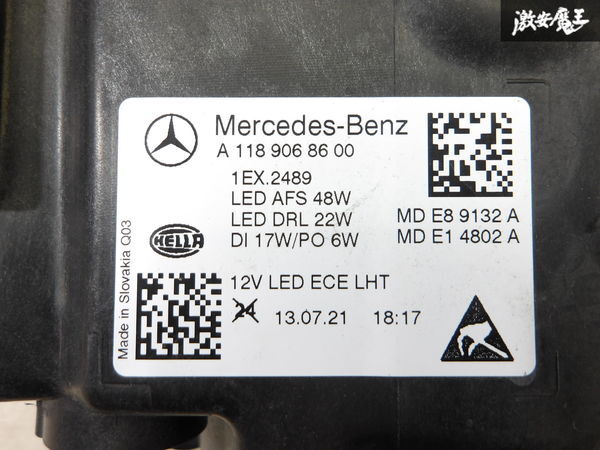 激安魔王
Mercedes-Benz
A 118 906 86 00
1EX.2489
LED AFS 48W
LED DRL 22W
DI 17W/PO 6W
MD E8 9132 A
MD E1 4802 A
HELLA
12V LED ECE LHT
24 13.07.21 18:17
Made in Slovakia Q03